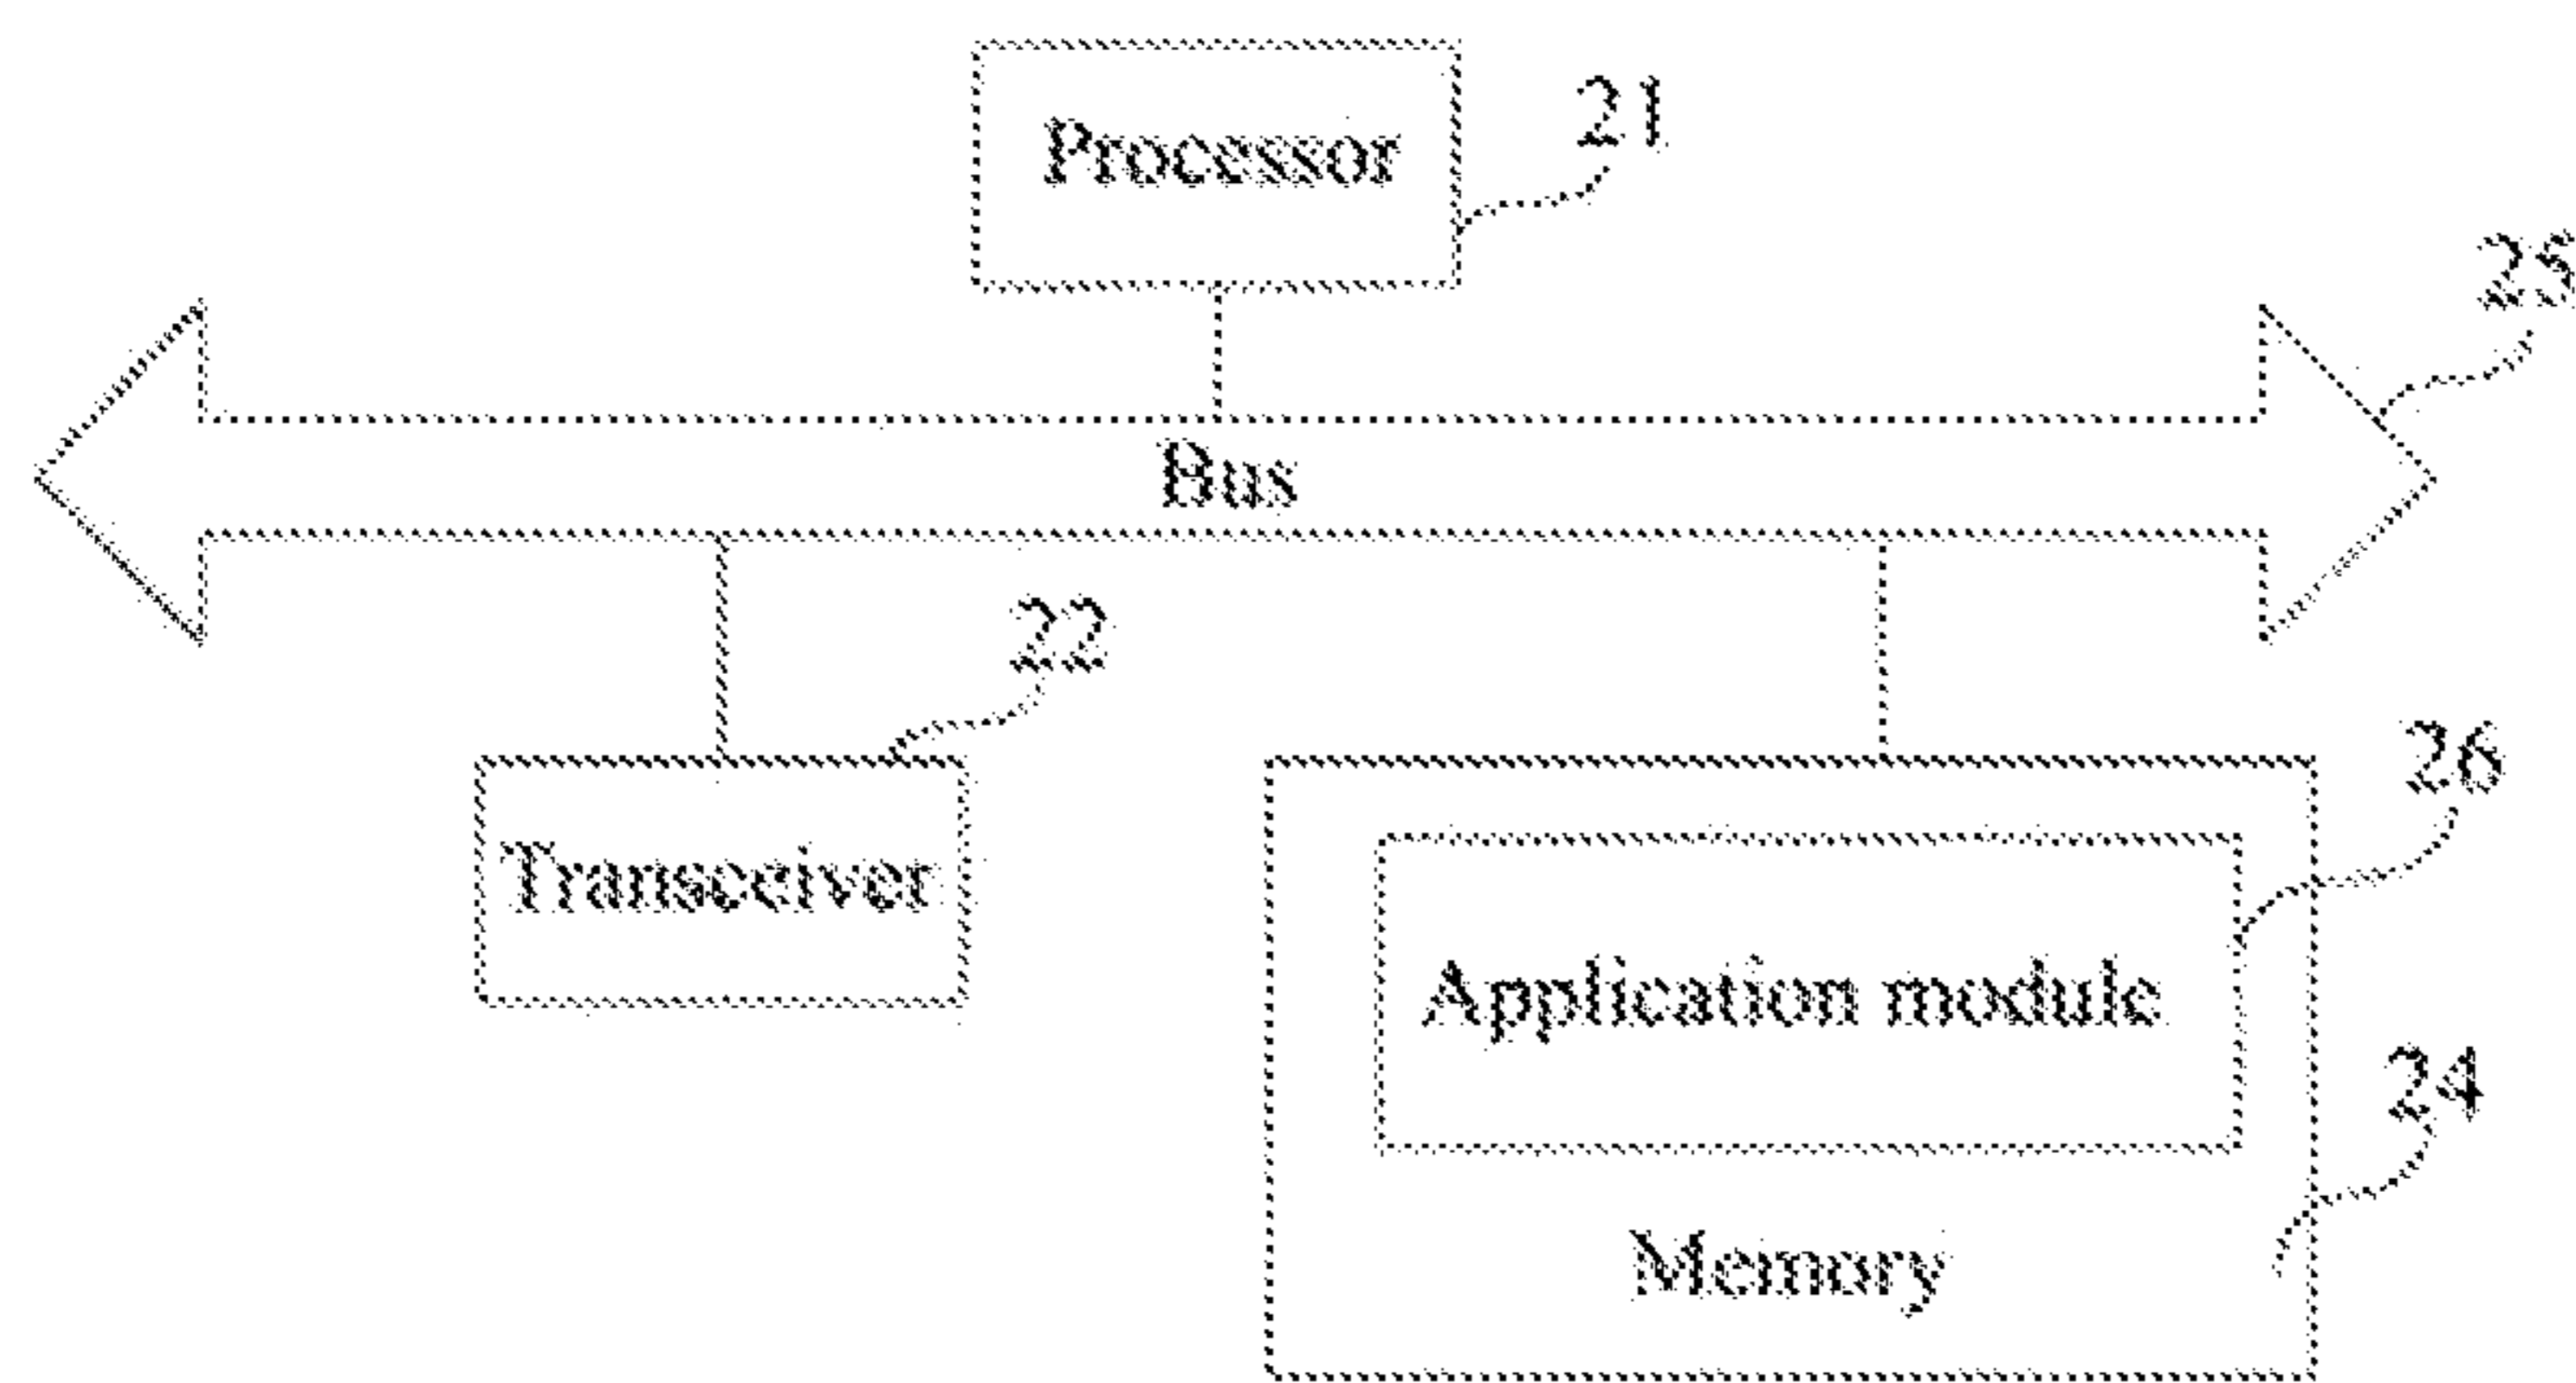 Processor
21
25
Bus
22
26
Transceiver
Application module
24
Memory